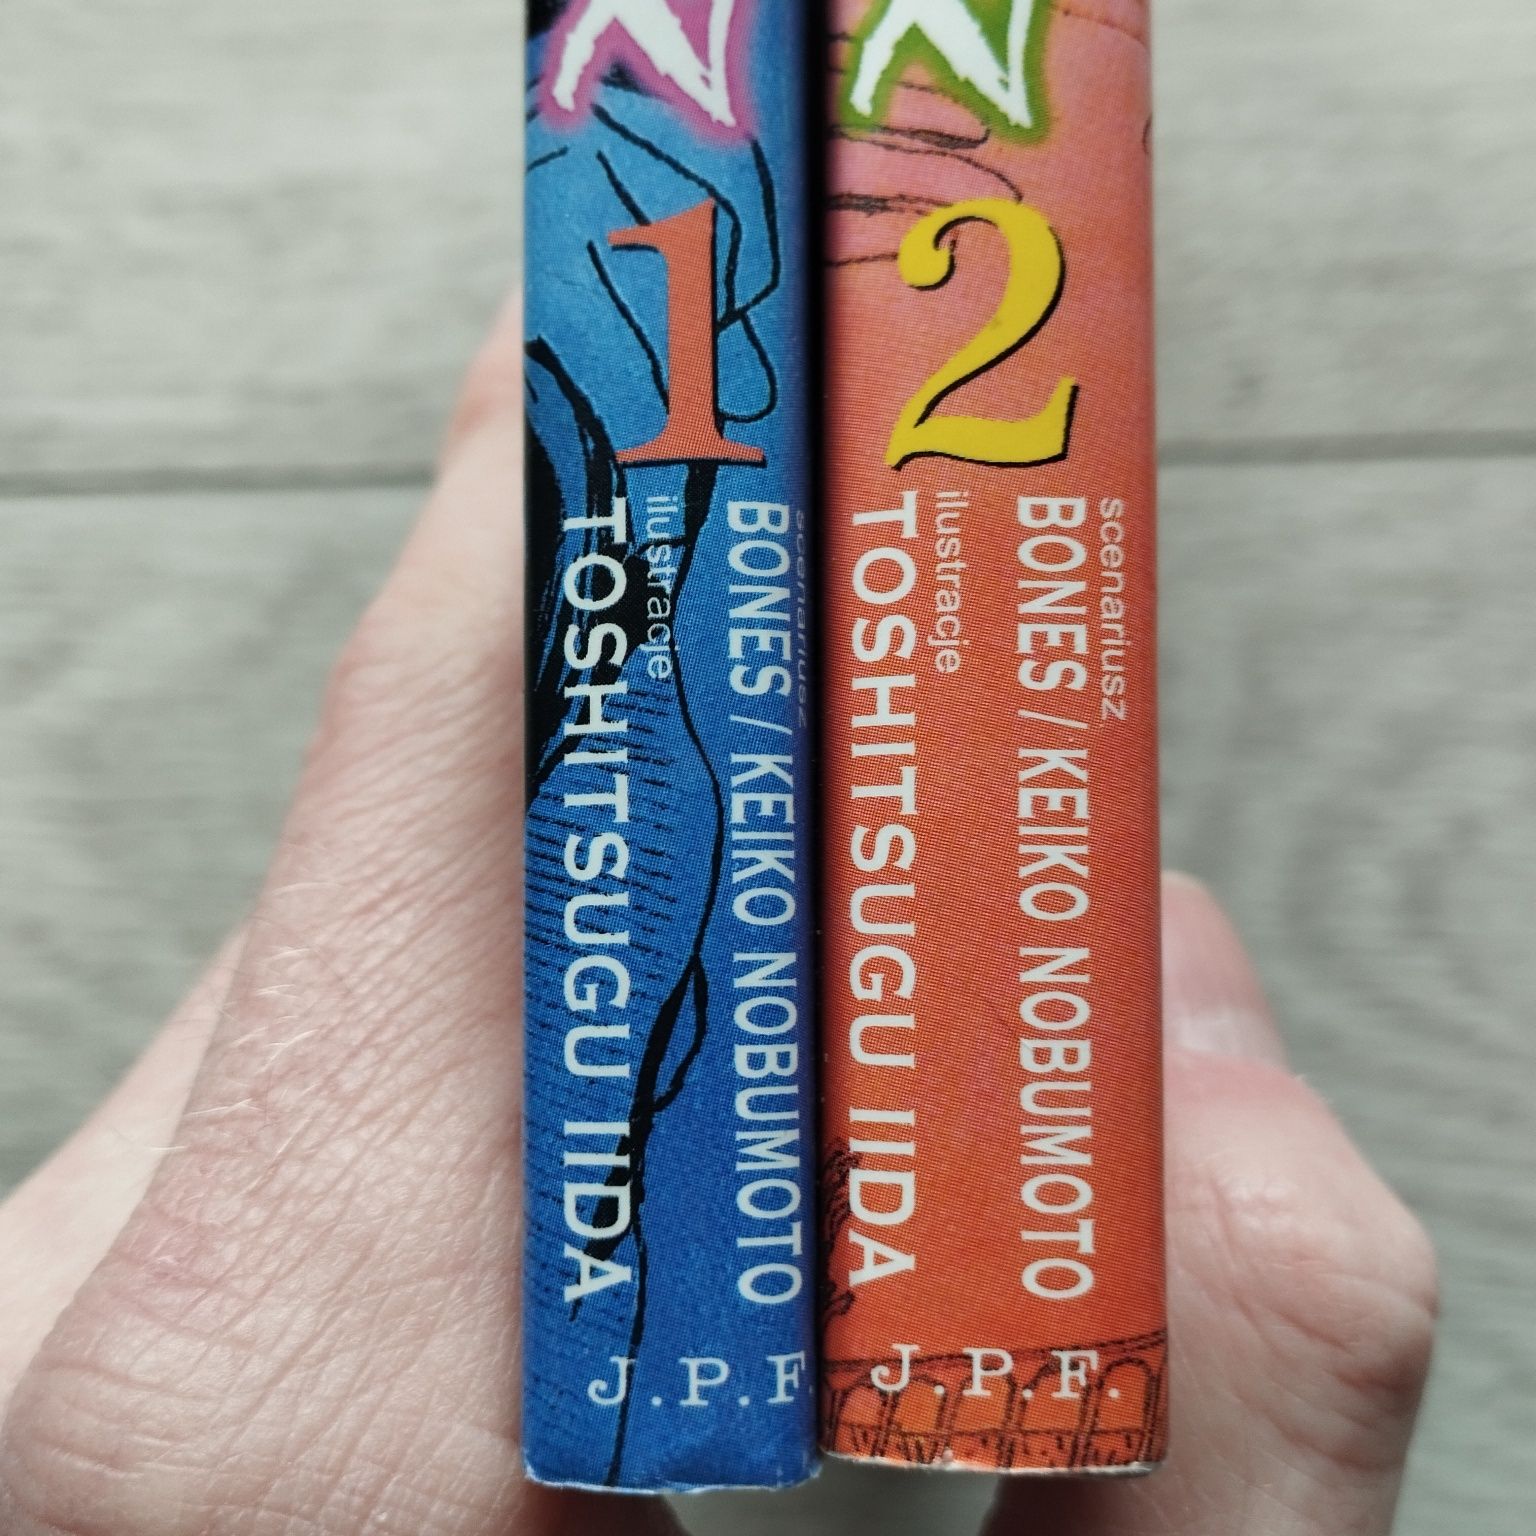 1
scenariusz
BONES / KEIKO NOBUMOTO
ilustracje
TOSHITSUGU IIDA
J.P.F.
2
scenariusz
BONES / KEIKO NOBUMOTO
ilustracje
TOSHITSUGU IIDA
J.P.F.